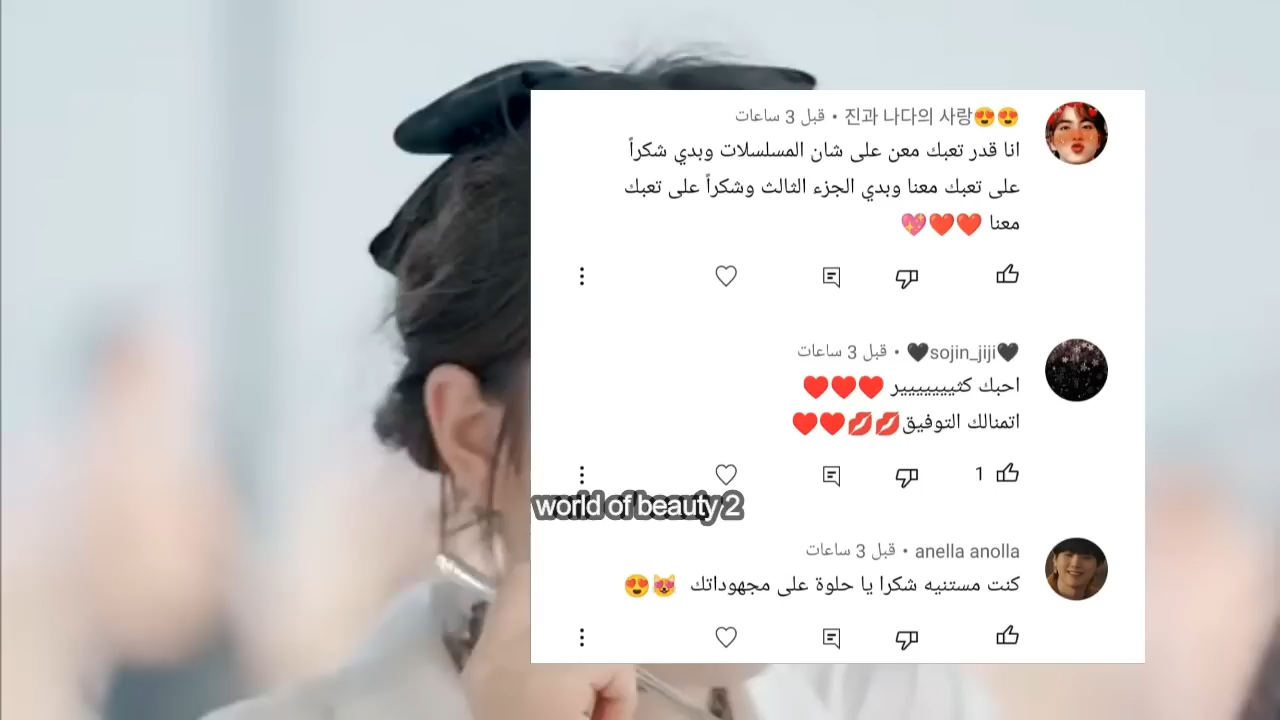 진과 나다의 사랑😍😍 • قبل 3 ساعات
انا قدر تعبك معن على شان المسلسلات وبدي شكراً
على تعبك معنا وبدي الجزء الثالث وشكراً على تعبك
معنا ❤️❤️💖
🖤sojin_jiji🖤 • قبل 3 ساعات
احبك كثيييييير ❤️❤️❤️
اتمنالك التوفيق💋💋❤️❤️
1
world of beauty 2
anella anolla • قبل 3 ساعات
كنت مستنيه شكرا يا حلوة على مجهوداتك 😻😍